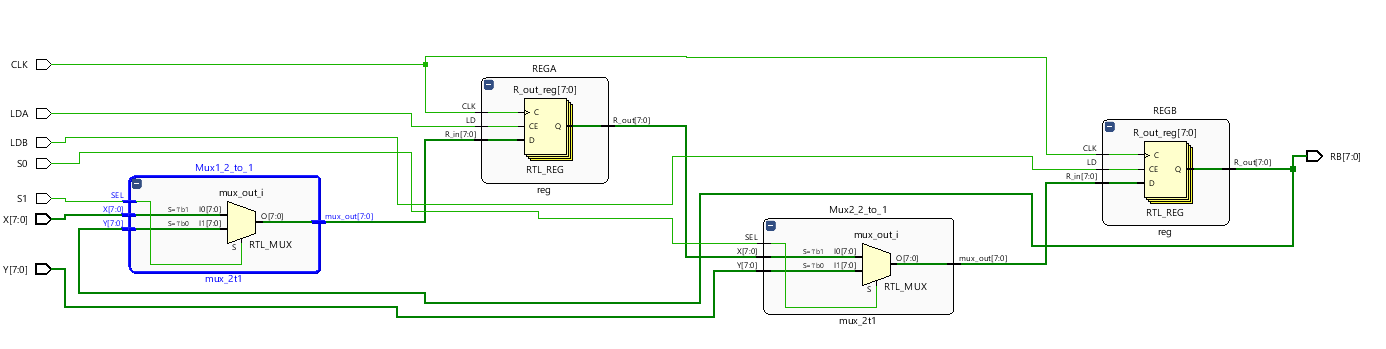 CLK
LDA
LDB
S0
S1
X[7:0]
Y[7:0]
Mux1_2_to_1
SEL
X[7:0]
Y[7:0]
S=1'b1
I0[7:0]
S=1'b0
I1[7:0]
mux_out_i
O[7:0]
S
RTL_MUX
mux_out[7:0]
mux_2t1
REGA
CLK
LD
R_in[7:0]
R_out_reg[7:0]
C
CE
D
Q
RTL_REG
R_out[7:0]
reg
Mux2_2_to_1
SEL
X[7:0]
Y[7:0]
S=1'b1
I0[7:0]
S=1'b0
I1[7:0]
mux_out_i
O[7:0]
S
RTL_MUX
mux_out[7:0]
mux_2t1
REGB
CLK
LD
R_in[7:0]
R_out_reg[7:0]
C
CE
D
Q
RTL_REG
R_out[7:0]
reg
RB[7:0]